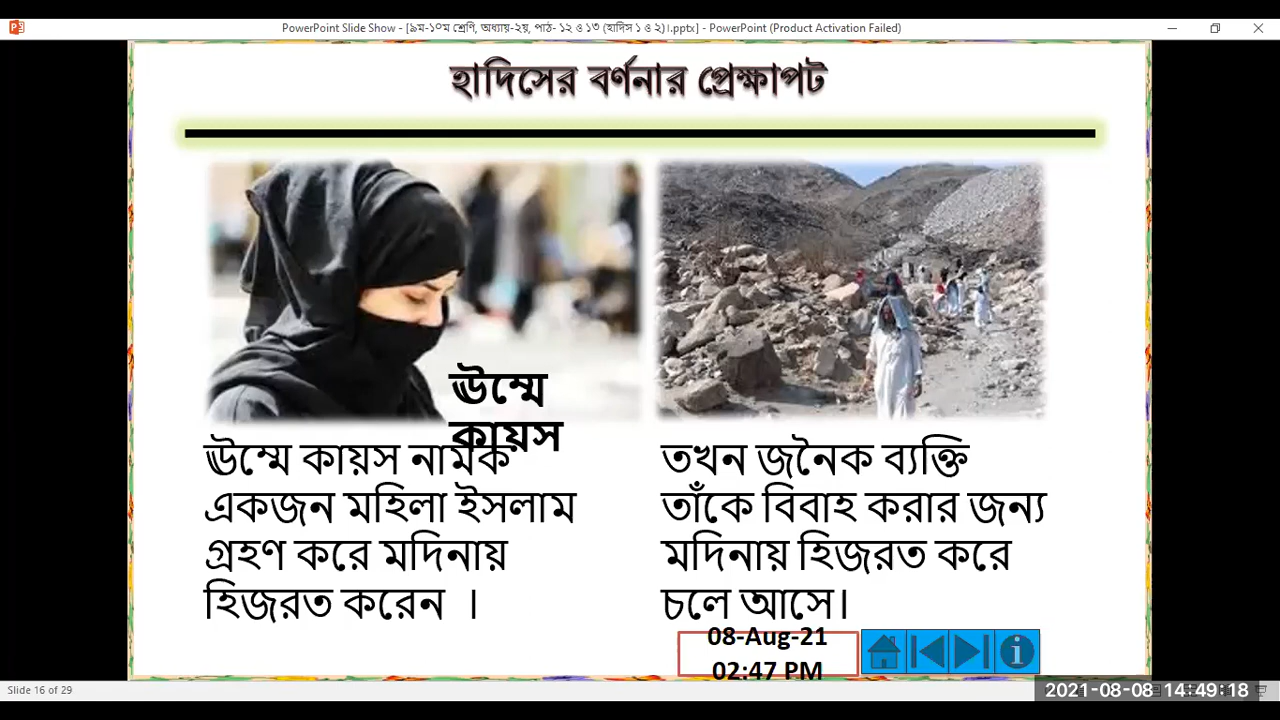 PowerPoint Slide Show - [৯ম-১০ম শ্রেণি, অধ্যায়-২য়, পাঠ- ১২ ও ১৩ (হাদিস ১ ও ২)।.pptx] - PowerPoint (Product Activation Failed)
হাদিসের বর্ণনার প্রেক্ষাপট
ঊম্মে
কায়স
ঊম্মে কায়স নামক
একজন মহিলা ইসলাম
গ্রহণ করে মদিনায়
হিজরত করেন ।
তখন জনৈক ব্যক্তি
তাঁকে বিবাহ করার জন্য
মদিনায় হিজরত করে
চলে আসে।
08-Aug-21
02:47 PM
Slide 16 of 29
2021-08-08 14:49:18